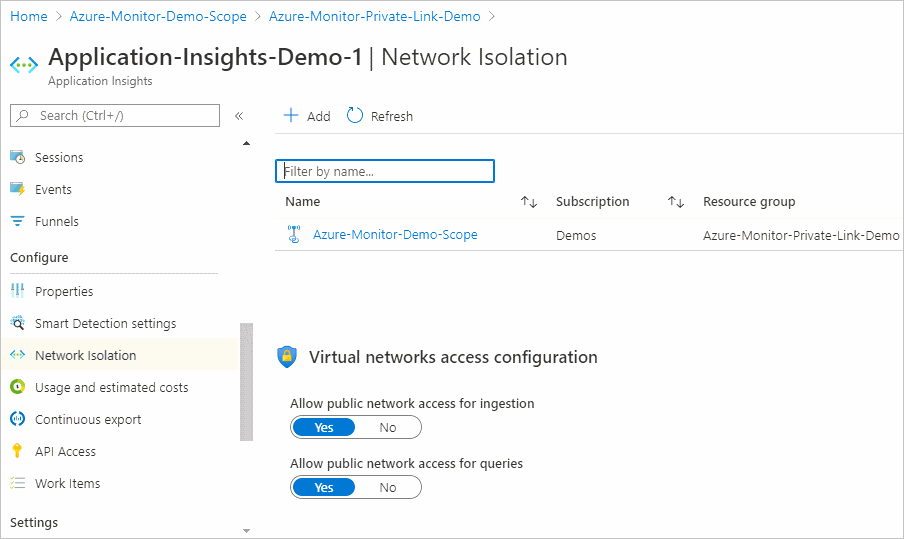 Home > Azure-Monitor-Demo-Scope > Azure-Monitor-Private-Link-Demo >
Application-Insights-Demo-1 | Network Isolation
Application Insights
Search (Ctrl+/)
«
Sessions
Events
Funnels
Configure
Properties
Smart Detection settings
Network Isolation
Usage and estimated costs
Continuous export
API Access
Work Items
Settings
Add Refresh
Filter by name...
Name ↑↓ Subscription ↑↓ Resource group
Azure-Monitor-Demo-Scope Demos Azure-Monitor-Private-Link-Demo
Virtual networks access configuration
Allow public network access for ingestion
Yes No
Allow public network access for queries
Yes No